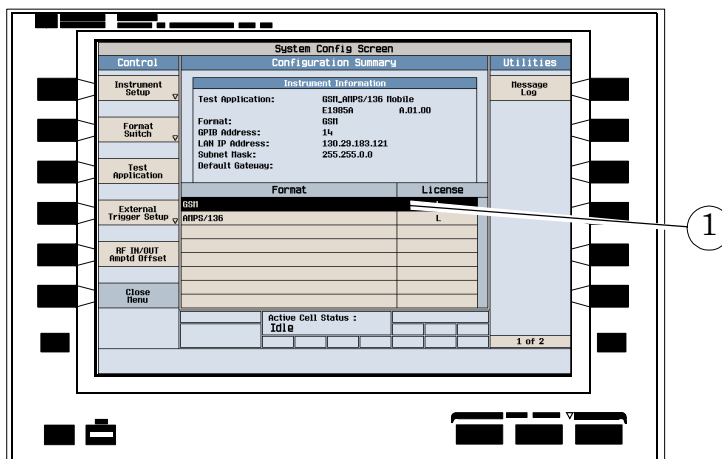 System Config Screen
Control
Configuration Summary
Utilities
Instrument
Setup
Format
Switch
Test
Application
External
Trigger Setup
RF IN/OUT
Amptd Offset
Close
Menu
Instrument Information
Test Application: GSM_AMPS/136 Mobile
E1985A A.01.00
Format: GSM
GPIB Address: 14
LAN IP Address: 130.29.183.121
Subnet Mask: 255.255.0.0
Default Gateway:
Format License
GSM
AMPS/136 L
Active Cell Status :
Idle
Message
Log
1 of 2
1